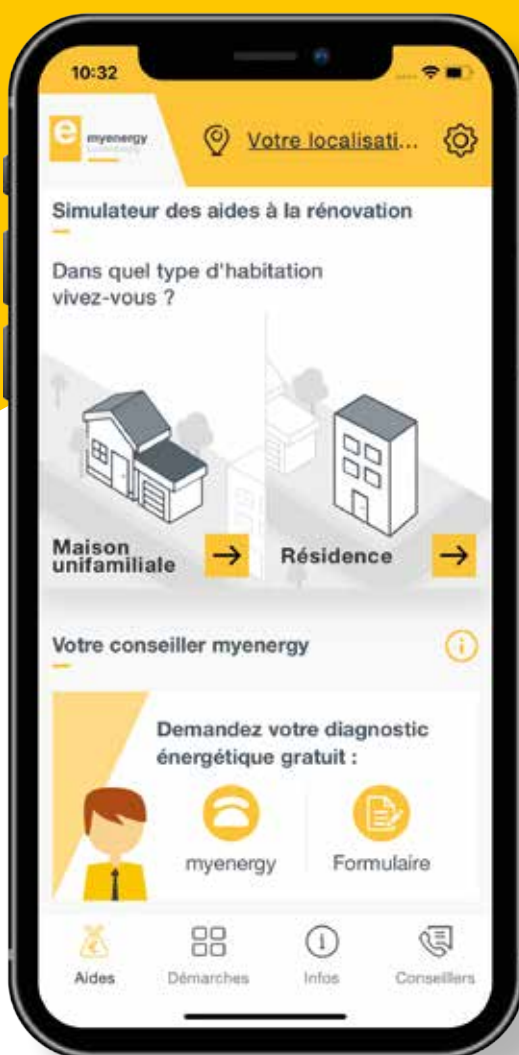 10:32
e myenergy
Votre localisati...
Simulateur des aides à la rénovation
Dans quel type d'habitation
vivez-vous ?
Maison
unifamiliale
Résidence
Votre conseiller myenergy
Demandez votre diagnostic
énergétique gratuit :
myenergy
Formulaire
Aides
Démarches
Infos
Conseillers